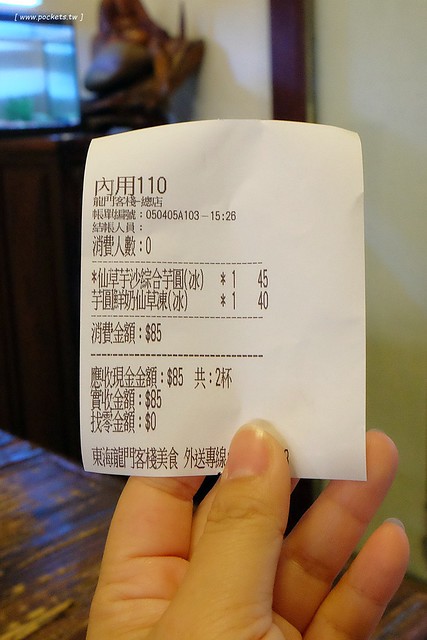 [ www.pockets.tw ]
內用110
龍門客棧-總店
帳單編號：050405A103－15:26
結帳人員：
消費人數：0
*仙草芋沙綜合芋圓(冰) *1 45
芋圓鮮奶仙草凍(冰) *1 40
消費金額：$85
應收現金金額：$85 共：2杯
實收金額：$85
找零金額：$0
東海龍門客棧美食 外送專線